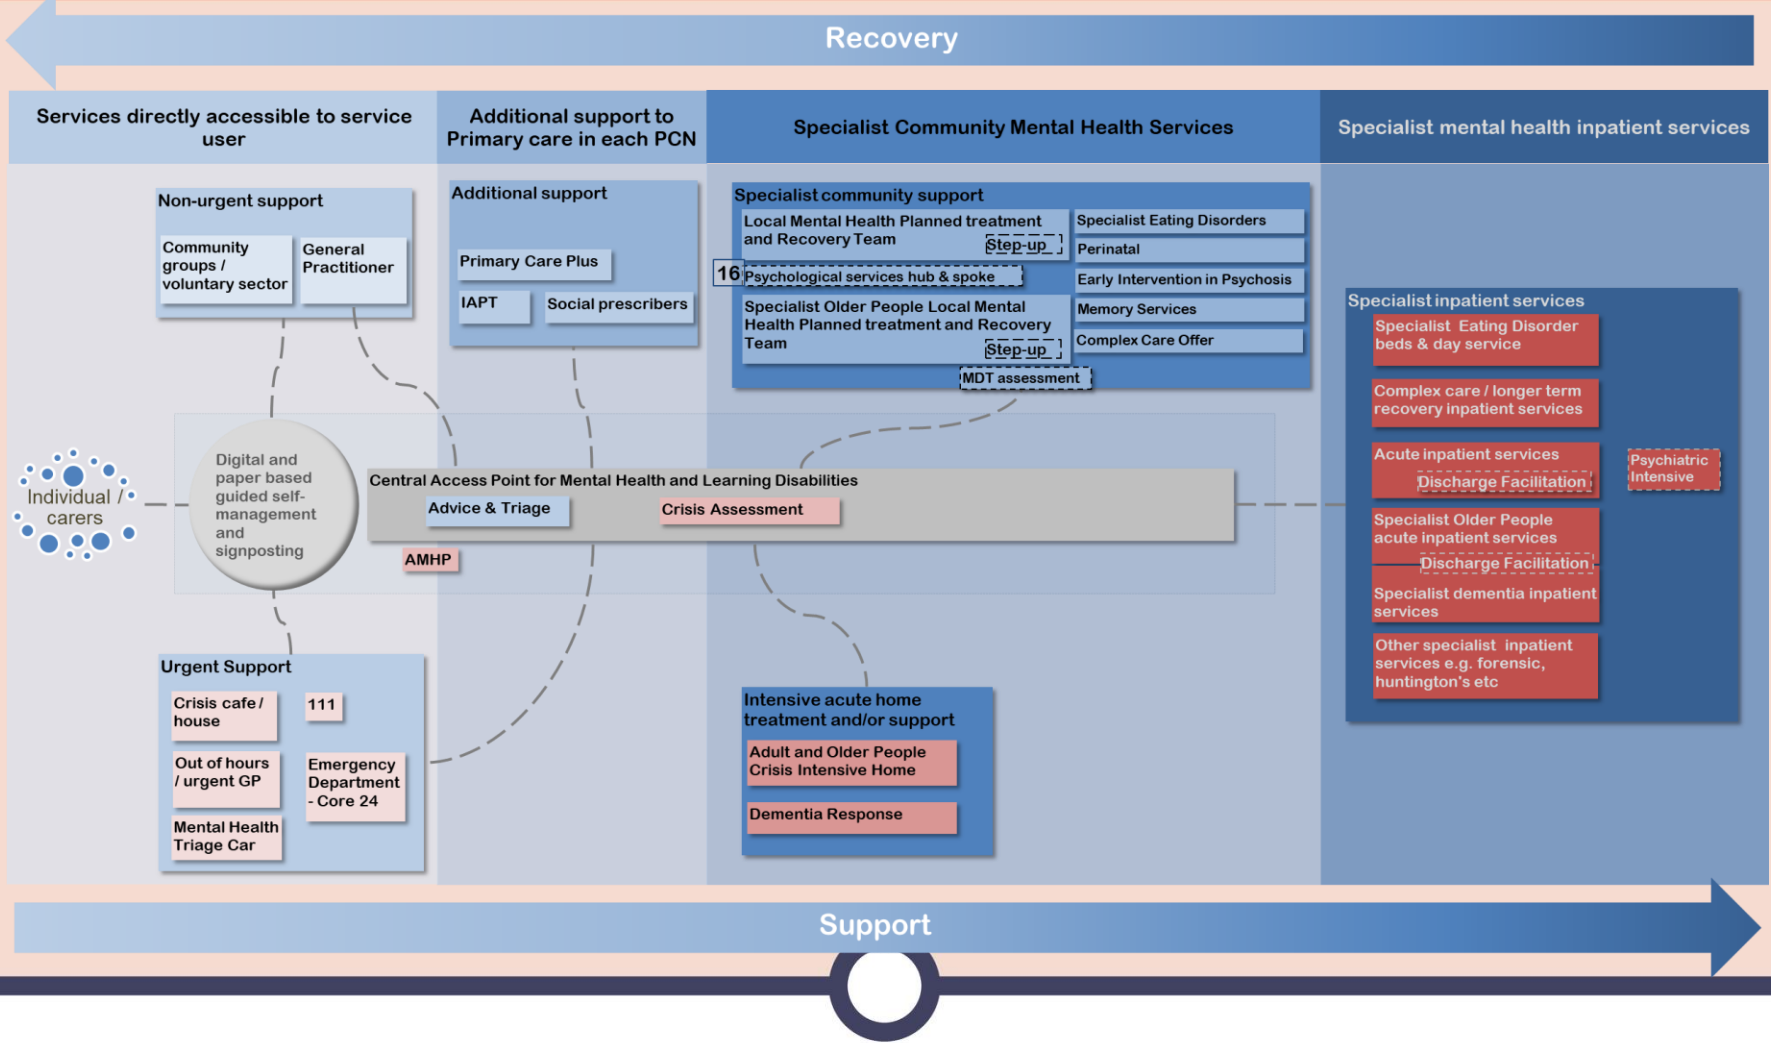 Recovery
Services directly accessible to service
user
Additional support to
Primary care in each PCN
Specialist Community Mental Health Services
Specialist mental health inpatient services
Non-urgent support
Community
groups /
voluntary sector
General
Practitioner
Additional support
Primary Care Plus
IAPT
Social prescribers
Specialist community support
Local Mental Health Planned treatment
and Recovery Team
Step-up
16
Psychological services hub & spoke
Specialist Older People Local Mental
Health Planned treatment and Recovery
Team
Step-up
MDT assessment
Specialist Eating Disorders
Perinatal
Early Intervention in Psychosis
Memory Services
Complex Care Offer
Specialist inpatient services
Specialist Eating Disorder
beds & day service
Complex care / longer term
recovery inpatient services
Acute inpatient services
Discharge Facilitation
Psychiatric
Intensive
Specialist Older People
acute inpatient services
Discharge Facilitation
Specialist dementia inpatient
services
Other specialist inpatient
services e.g. forensic,
huntington's etc
Individual /
carers
Digital and
paper based
guided self-
management
and
signposting
Central Access Point for Mental Health and Learning Disabilities
Advice & Triage
Crisis Assessment
AMHP
Urgent Support
Crisis cafe /
house
111
Out of hours
/ urgent GP
Emergency
Department
- Core 24
Mental Health
Triage Car
Intensive acute home
treatment and/or support
Adult and Older People
Crisis Intensive Home
Dementia Response
Support